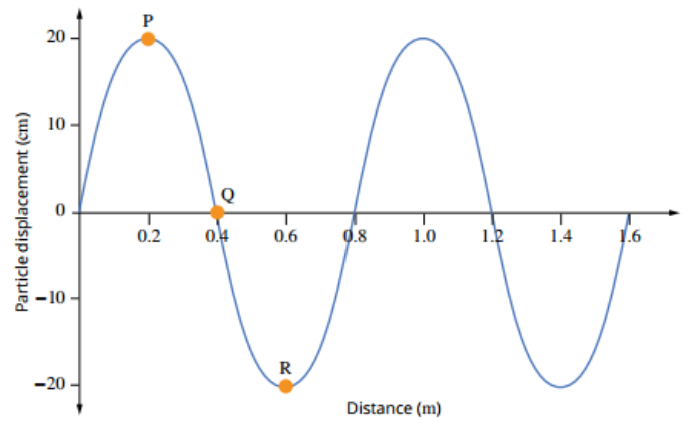 P
20
10
Q
0
0.2 0.4 0.6 0.8 1.0 1.2 1.4 1.6
−10
R
−20
Particle displacement (cm)
Distance (m)